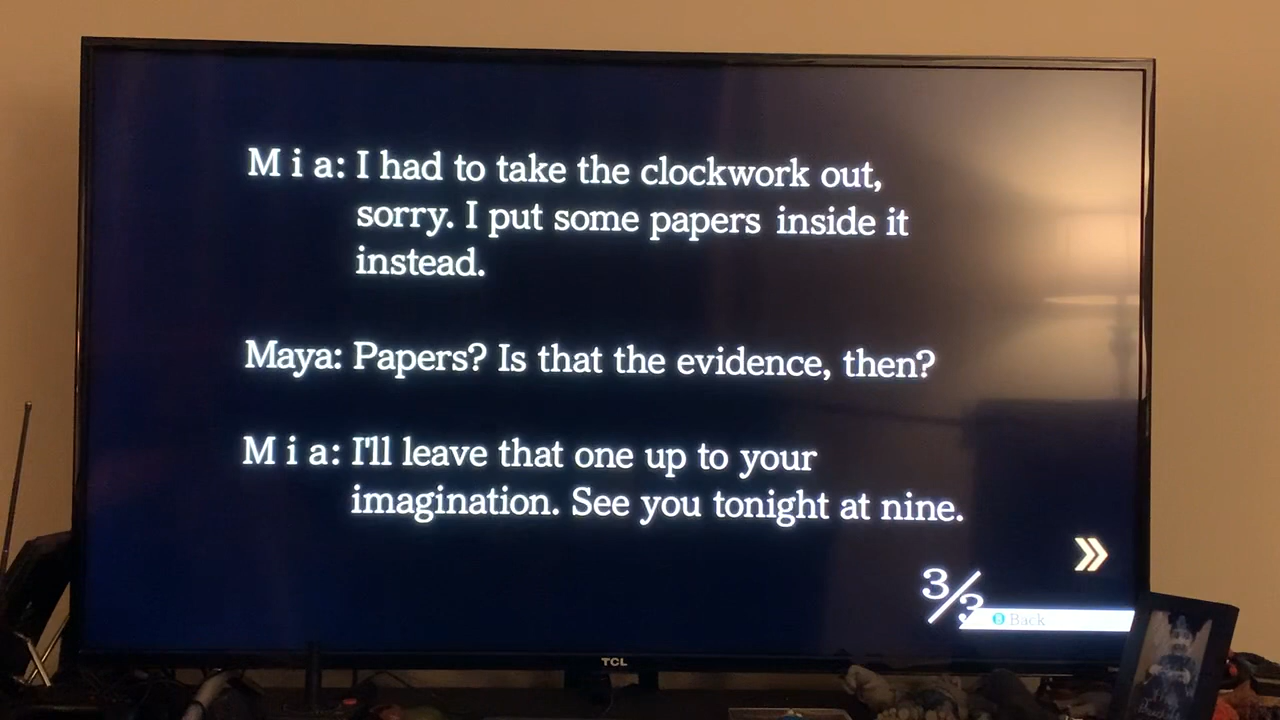 M i a: I had to take the clockwork out,
sorry. I put some papers inside it
instead.
Maya: Papers? Is that the evidence, then?
M i a: I'll leave that one up to your
imagination. See you tonight at nine.
3/3
B Back
TCL